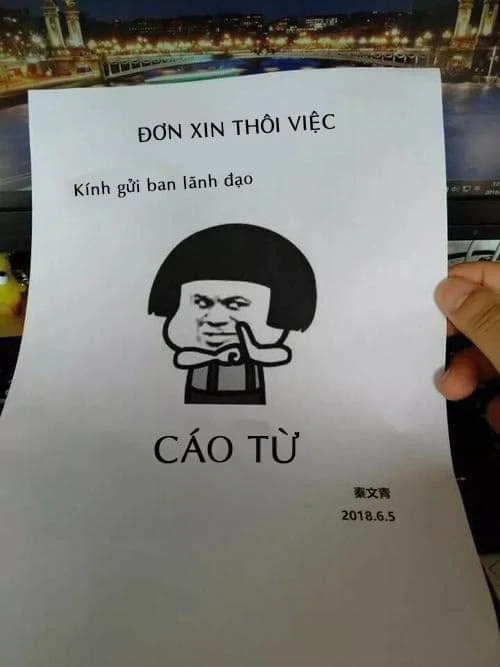 ĐƠN XIN THÔI VIỆC
Kính gửi ban lãnh đạo
CÁO TỪ
秦文青
2018.6.5